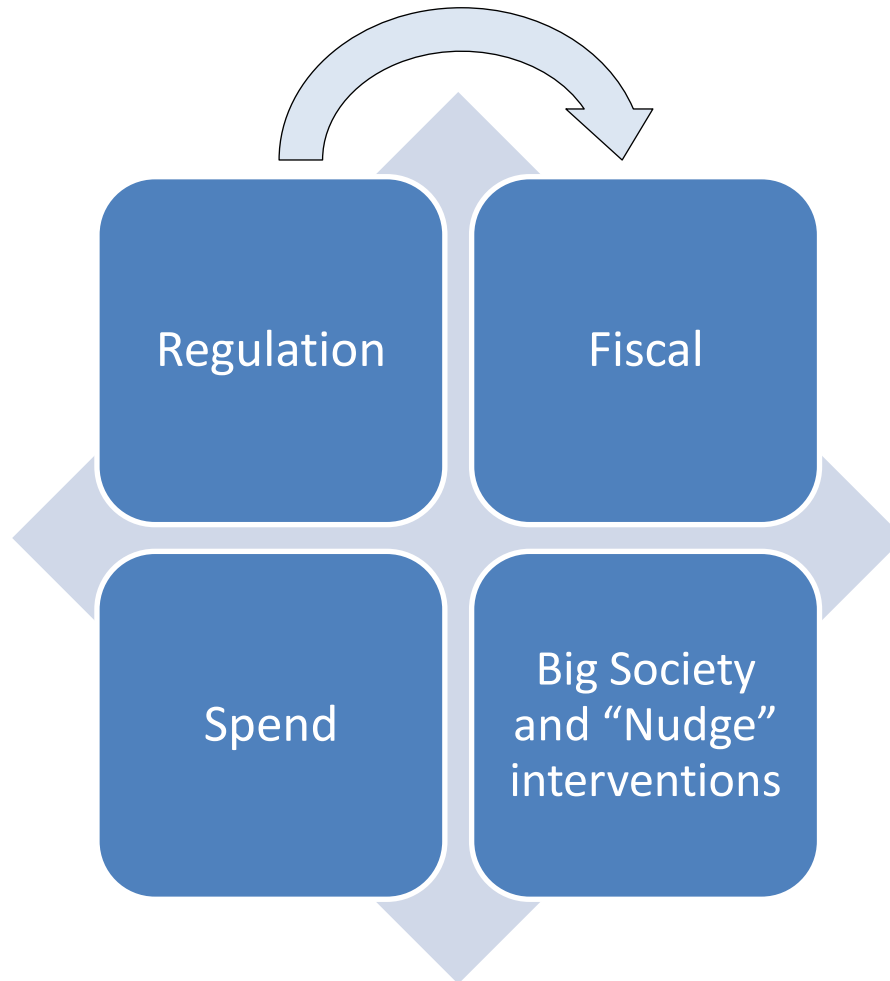 Regulation
Fiscal
Spend
Big Society
and “Nudge”
interventions